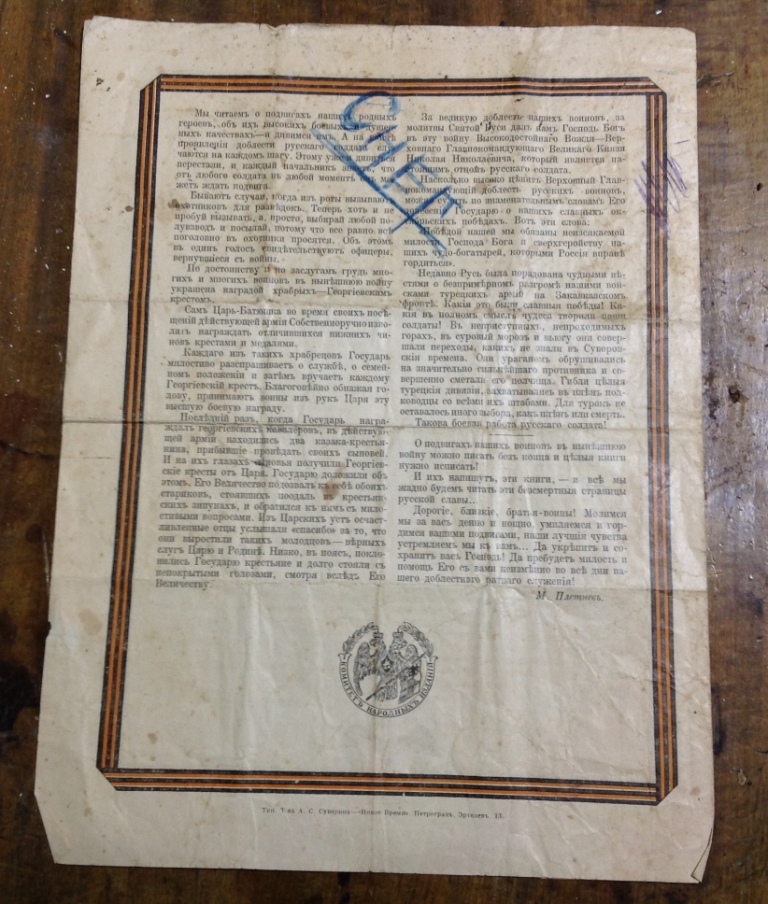 Мы читаемъ о подвигахъ нашихъ родныхъ
героевъ, объ ихъ высокихъ боевыхъ и душев-
ныхъ качествахъ—и дивимся имъ. А на войнѣ
проявленія доблести русскаго солдата встрѣ-
чаются на каждомъ шагу. Этому уже и дивиться
перестали, и каждый начальникъ знаетъ, что
отъ любого солдата въ любой моментъ онъ мо-
жетъ ждать подвига.
Бываютъ случаи, когда изъ роты вызываютъ
охотниковъ для развѣдокъ. Теперь хоть и не
пробуй вызывать, а, просто, выбирай любой по-
лувзводъ и посылай, потому что все равно всѣ
поголовно въ охотники просятся. Объ этомъ
въ одинъ голосъ свидѣтельствуютъ офицеры,
вернувшіеся съ войны.
По достоинству и по заслугамъ грудь мно-
гихъ и многихъ воиновъ въ нынѣшнюю войну
украшена наградой храбрыхъ—Георгіевскимъ
крестомъ.
Самъ Царь-Батюшка во время своихъ посѣ-
щеній дѣйствующей арміи Собственноручно изво-
лилъ награждать отличившихся нижнихъ чи-
новъ крестами и медалями.
Каждаго изъ такихъ храбрецовъ Государь
милостиво разспрашиваетъ о службѣ, о семей-
номъ положеніи и затѣмъ вручаетъ каждому
Георгіевскій крестъ. Благоговѣйно обнажая го-
лову, принимаютъ воины изъ рукъ Царя эту
высшую боевую награду.
Послѣдній разъ, когда Государь награ-
ждалъ георгіевскихъ кавалеровъ, въ дѣйствую-
щей арміи находились два казака-крестья-
нина, прибывшіе провѣдать своихъ сыновей.
И на ихъ глазахъ сыновья получили Георгіев-
скіе кресты отъ Царя. Государю доложили объ
этомъ. Его Величество подозвалъ къ себѣ обоихъ
стариковъ, стоявшихъ поодаль въ крестьян-
скихъ зипунахъ, и обратился къ нимъ съ мило-
стивыми вопросами. Изъ Царскихъ устъ осчаст-
ливленные отцы услышали «спасибо» за то, что
они выростили такихъ молодцовъ—вѣрныхъ
слугъ Царю и Родинѣ. Низко, въ поясъ, покло-
нились Государю крестьяне и долго стояли съ
непокрытыми головами, смотря вслѣдъ Его
Величеству.
За великую доблесть нашихъ воиновъ, за
молитвы Святой Руси далъ намъ Господь Богъ
въ эту войну Высокодостойнаго Вождя—Вер-
ховнаго Главнокомандующаго Великаго Князя
Николая Николаевича, который является на-
отцовъ русскаго солдата.
Насколько высоко цѣнитъ Верховный Глав-
нокомандующій доблесть русскихъ воиновъ,
можно судить по знаменательнымъ словамъ Его
Государю о нашихъ славныхъ ок-
тябрьскихъ побѣдахъ. Вотъ эти слова:
«Побѣдой нашей мы обязаны неизсякаемой
милости Господа Бога и сверхгеройству на-
шихъ чудо-богатырей, которыми Россія вправѣ
гордиться».
Недавно Русь была порадована чудными вѣ-
стями о безпримѣрномъ разгромѣ нашими вой-
сками турецкихъ армій на Закавказскомъ
фронтѣ. Какія это были славныя побѣды! Ка-
кія въ полномъ смыслѣ чудеса творили наши
солдаты! Въ неприступныхъ, непроходимыхъ
горахъ, въ суровый морозъ и вьюгу они совер-
шали переходы, какихъ не знали въ Суворов-
скія времена. Они ураганомъ обрушивались
на значительно сильнѣйшаго противника и со-
вершенно сметали его полчища. Гибли цѣлыя
турецкія дивизіи, захватывались въ плѣнъ пол-
ководцы со всѣми ихъ штабами. Для турокъ не
оставалось иного выбора, какъ плѣнъ или смерть.
Такова боевая работа русскаго солдата!
О подвигахъ нашихъ воиновъ въ нынѣшнюю
войну можно писать безъ конца и цѣлыя книги
нужно исписать!
И ихъ напишутъ, эти книги, — и всѣ мы
жадно будемъ читать эти безсмертныя страницы
русской славы...
Дорогіе, близкіе, братья-воины! Молимся
мы за васъ денно и нощно, умиляемся и гор-
димся вашими подвигами, наши лучшія чувства
устремляемъ мы къ вамъ... Да укрѣпитъ и со-
хранитъ васъ Господь! Да пребудетъ милость и
помощь Его съ вами неизмѣнно во всѣ дни ва-
шего доблестнаго ратнаго служенія!
М. Плетневъ.
КОМИТЕТЪ НАРОДНЫХЪ ИЗДАНІЙ
Тип. Т-ва А. С. Суворина—«Новое Время». Петроградъ, Эртелевъ, 13.